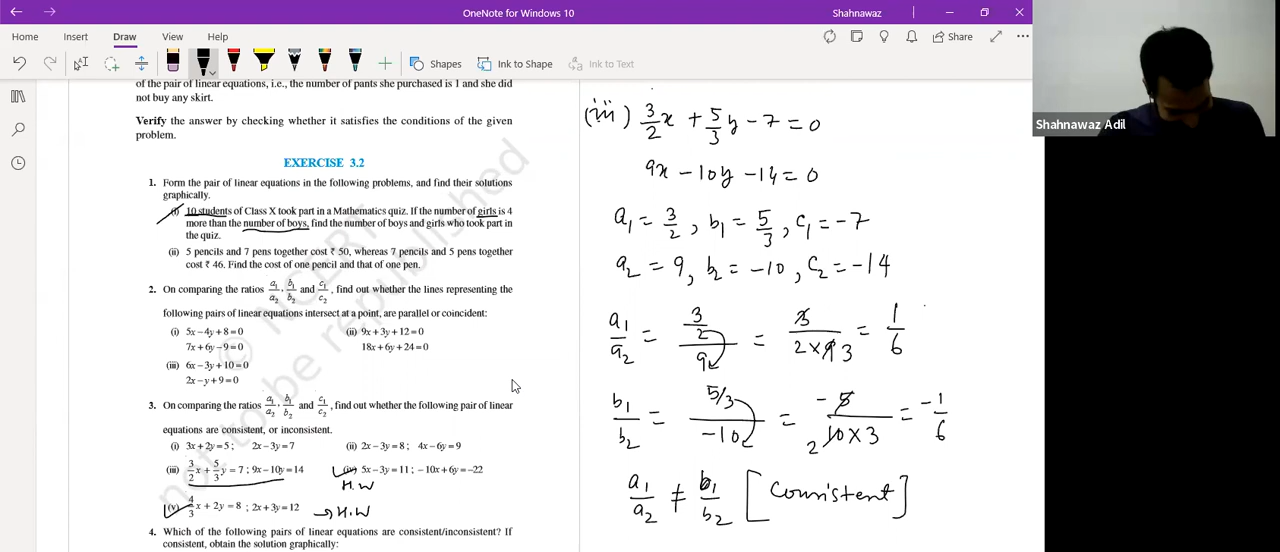 OneNote for Windows 10
Shahnawaz
Home Insert Draw View Help
Share
Shapes
Ink to Shape
Ink to Text
of the pair of linear equations, i.e., the number of pants she purchased is 1 and she did
not buy any skirt.
Verify the answer by checking whether it satisfies the conditions of the given
problem.
EXERCISE 3.2
1. Form the pair of linear equations in the following problems, and find their solutions
graphically.
(i) 10 students of Class X took part in a Mathematics quiz. If the number of girls is 4
more than the number of boys, find the number of boys and girls who took part in
the quiz.
(ii) 5 pencils and 7 pens together cost ₹ 50, whereas 7 pencils and 5 pens together
cost ₹ 46. Find the cost of one pencil and that of one pen.
2. On comparing the ratios a₁/a₂, b₁/b₂ and c₁/c₂, find out whether the lines representing the
following pairs of linear equations intersect at a point, are parallel or coincident:
(i) 5x – 4y + 8 = 0 (ii) 9x + 3y + 12 = 0
7x + 6y – 9 = 0 18x + 6y + 24 = 0
(iii) 6x – 3y + 10 = 0
2x – y + 9 = 0
3. On comparing the ratios a₁/a₂, b₁/b₂ and c₁/c₂, find out whether the following pair of linear
equations are consistent, or inconsistent.
(i) 3x + 2y = 5 ; 2x – 3y = 7 (ii) 2x – 3y = 8 ; 4x – 6y = 9
(iii) 3/2 x + 5/3 y = 7 ; 9x – 10y = 14 (iv) 5x – 3y = 11 ; – 10x + 6y = –22
H.W
(v) 4/3 x + 2y = 8 ; 2x + 3y = 12 → H.W
4. Which of the following pairs of linear equations are consistent/inconsistent? If
consistent, obtain the solution graphically:
© NCERT
not to be republished
(iii) 3/2 x + 5/3 y – 7 = 0
9x – 10y – 14 = 0
a₁ = 3/2, b₁ = 5/3, c₁ = –7
a₂ = 9, b₂ = –10, c₂ = –14
a₁/a₂ = 3/2 / 9 = 3/2×9 3 = 1/6
b₁/b₂ = 5/3 / –10 = –5/2 10×3 = –1/6
a₁/a₂ ≠ b₁/b₂ [Consistent]
Shahnawaz Adil